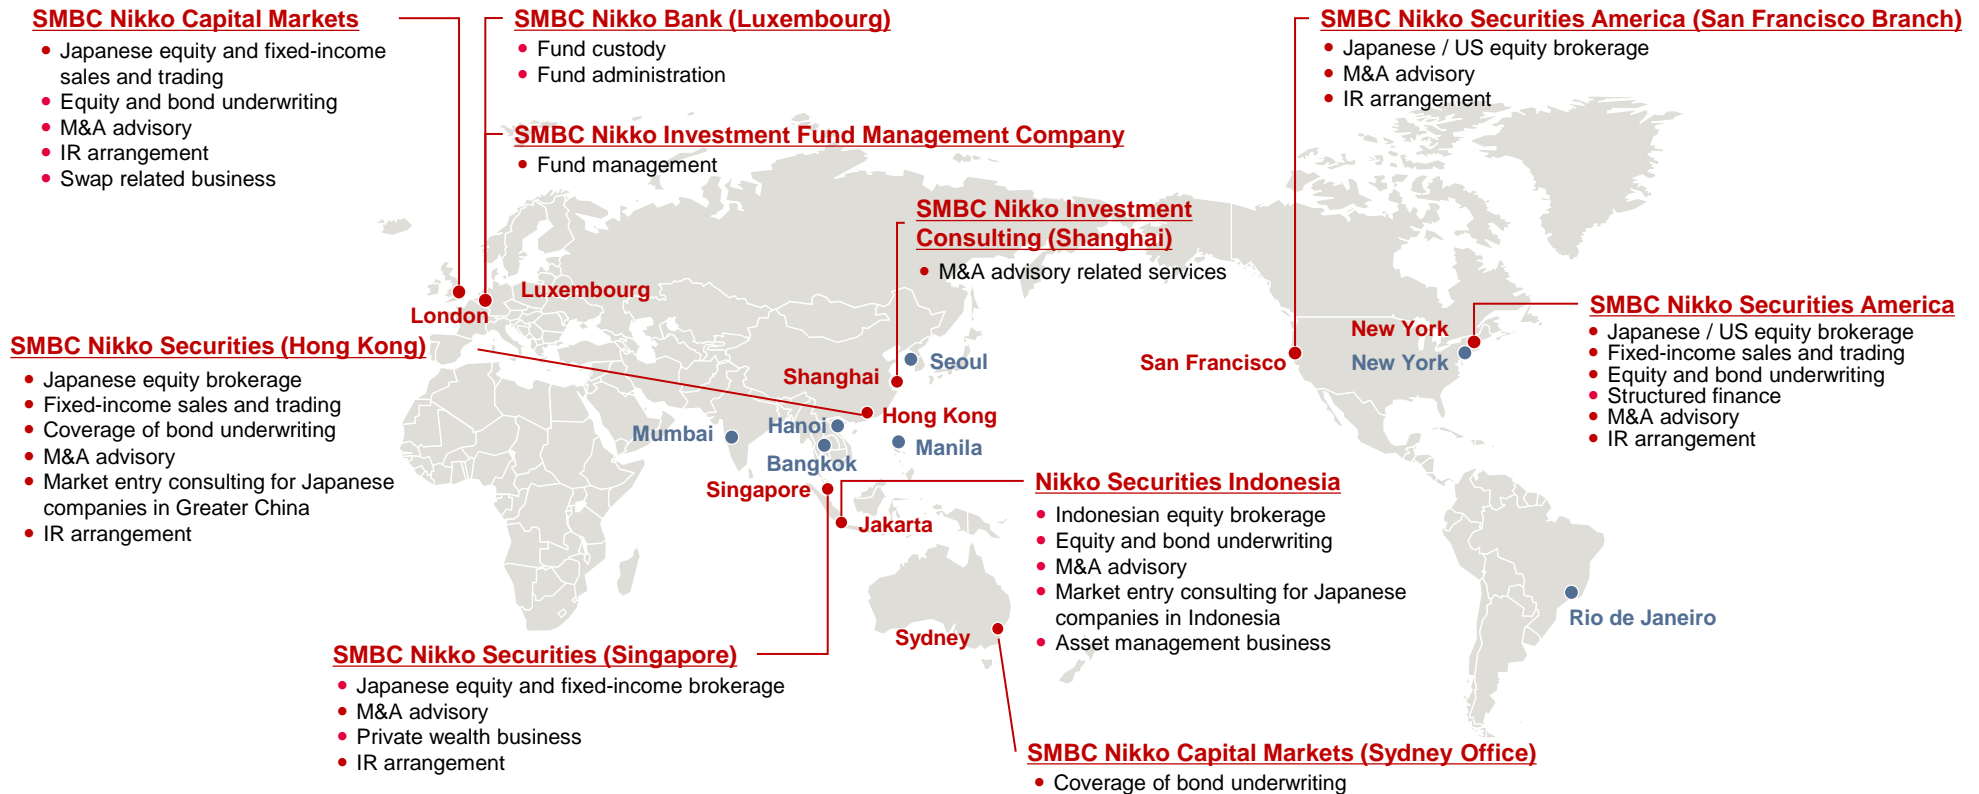 SMBC Nikko Capital Markets
• Japanese equity and fixed-income
sales and trading
• Equity and bond underwriting
• M&A advisory
• IR arrangement
• Swap related business
SMBC Nikko Bank (Luxembourg)
• Fund custody
• Fund administration
SMBC Nikko Investment Fund Management Company
• Fund management
SMBC Nikko Securities America (San Francisco Branch)
• Japanese / US equity brokerage
• M&A advisory
• IR arrangement
SMBC Nikko Investment
Consulting (Shanghai)
• M&A advisory related services
Luxembourg
London
SMBC Nikko Securities (Hong Kong)
• Japanese equity brokerage
• Fixed-income sales and trading
• Coverage of bond underwriting
• M&A advisory
• Market entry consulting for Japanese
companies in Greater China
• IR arrangement
Seoul
Shanghai
Hong Kong
Mumbai
Hanoi
Manila
Bangkok
Singapore
Jakarta
San Francisco
New York
New York
SMBC Nikko Securities America
• Japanese / US equity brokerage
• Fixed-income sales and trading
• Equity and bond underwriting
• Structured finance
• M&A advisory
• IR arrangement
Nikko Securities Indonesia
• Indonesian equity brokerage
• Equity and bond underwriting
• M&A advisory
• Market entry consulting for Japanese
companies in Indonesia
• Asset management business
Rio de Janeiro
Sydney
SMBC Nikko Securities (Singapore)
• Japanese equity and fixed-income brokerage
• M&A advisory
• Private wealth business
• IR arrangement
SMBC Nikko Capital Markets (Sydney Office)
• Coverage of bond underwriting